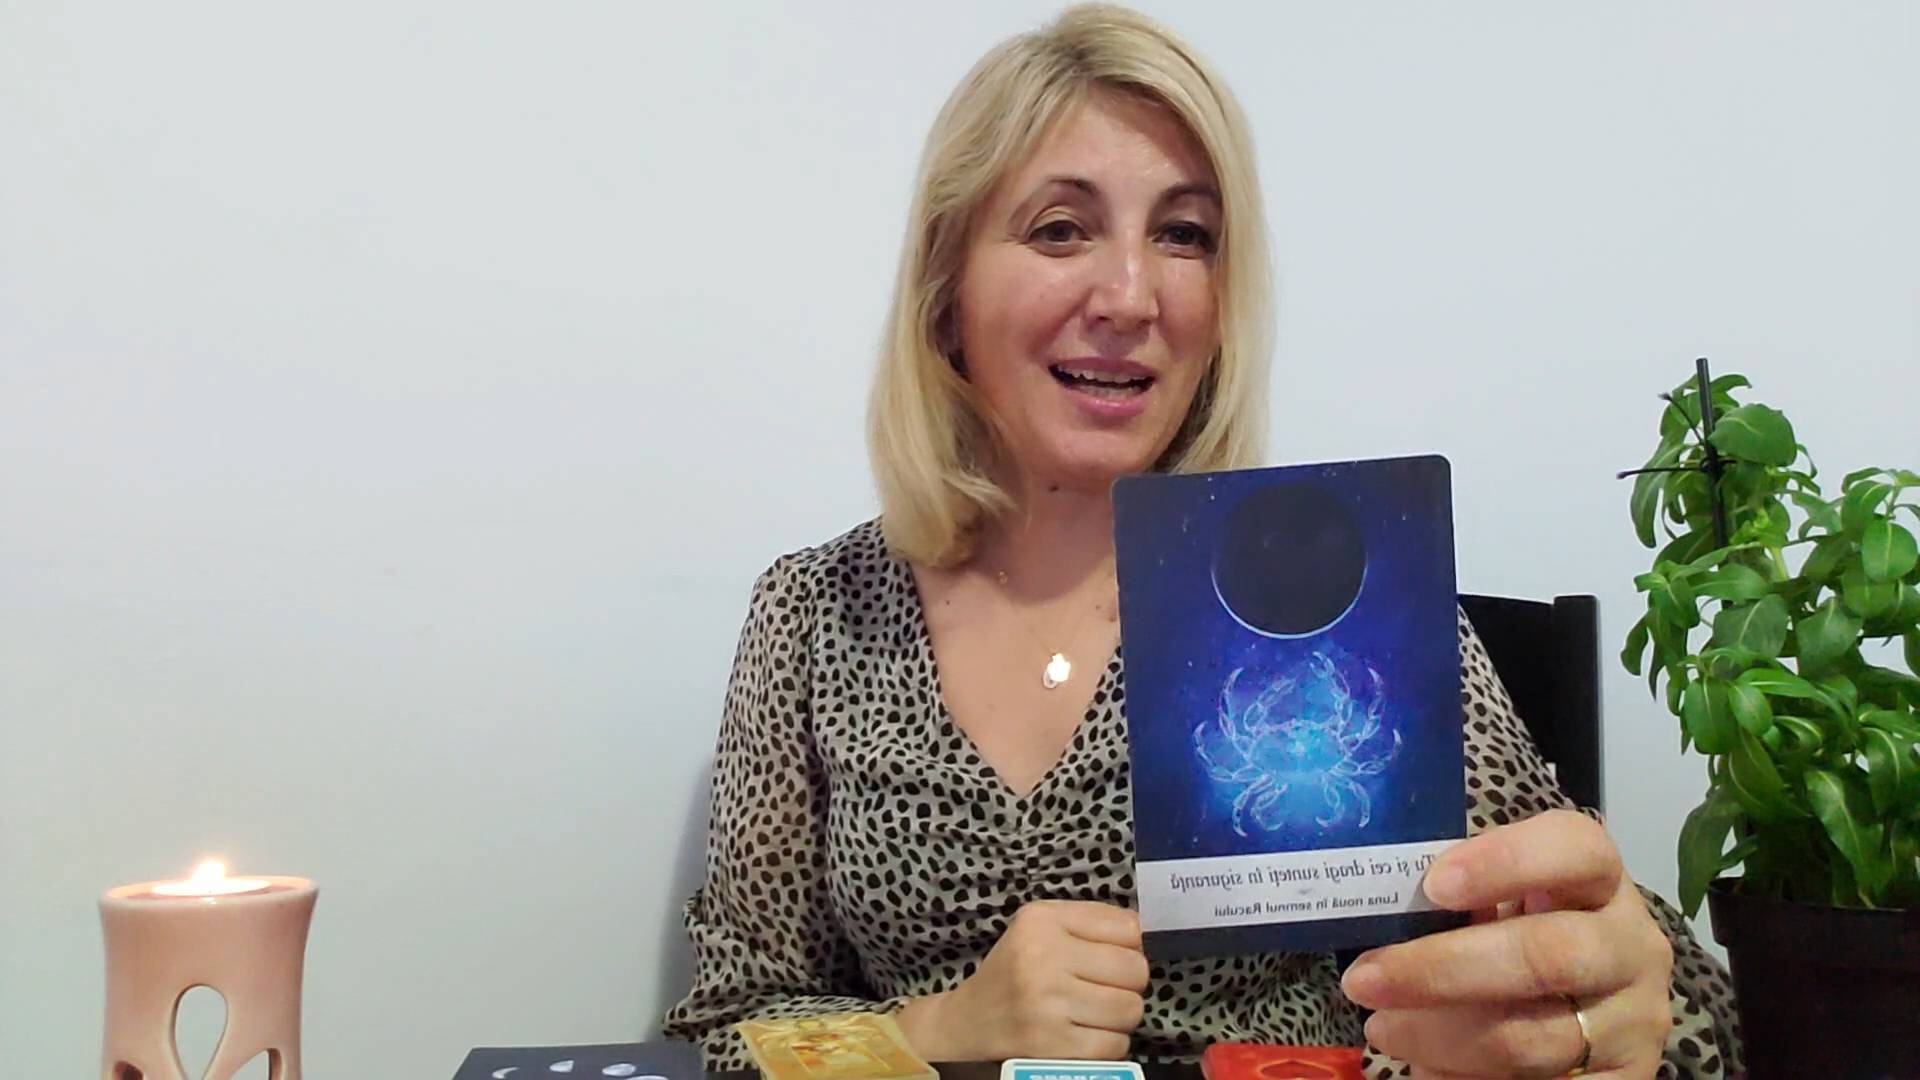 Tu și cei dragi sunteți în siguranță
Luna nouă în semnul Racului